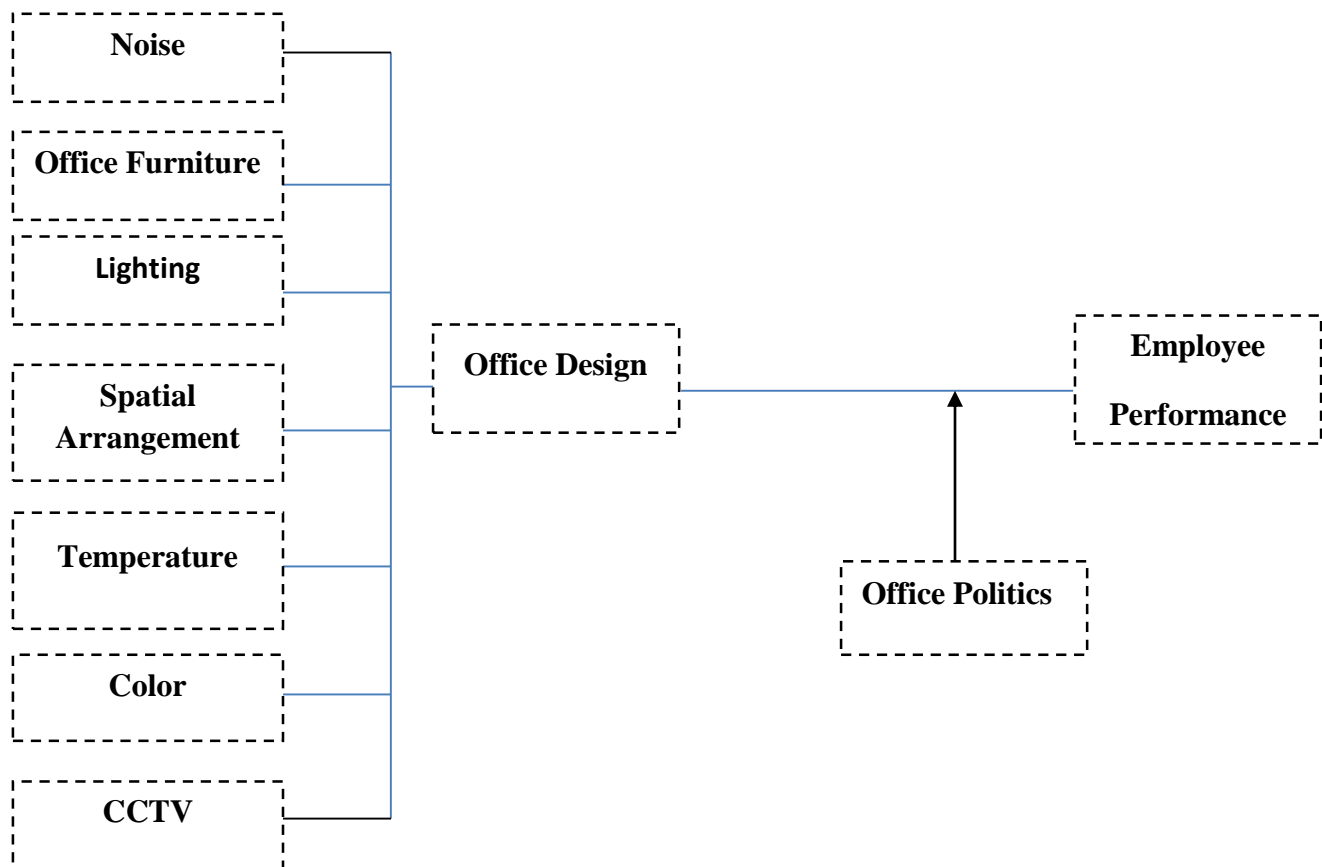 Noise
Office Furniture
Lighting
Spatial
Arrangement
Temperature
Color
CCTV
Office Design
Office Politics
Employee
Performance